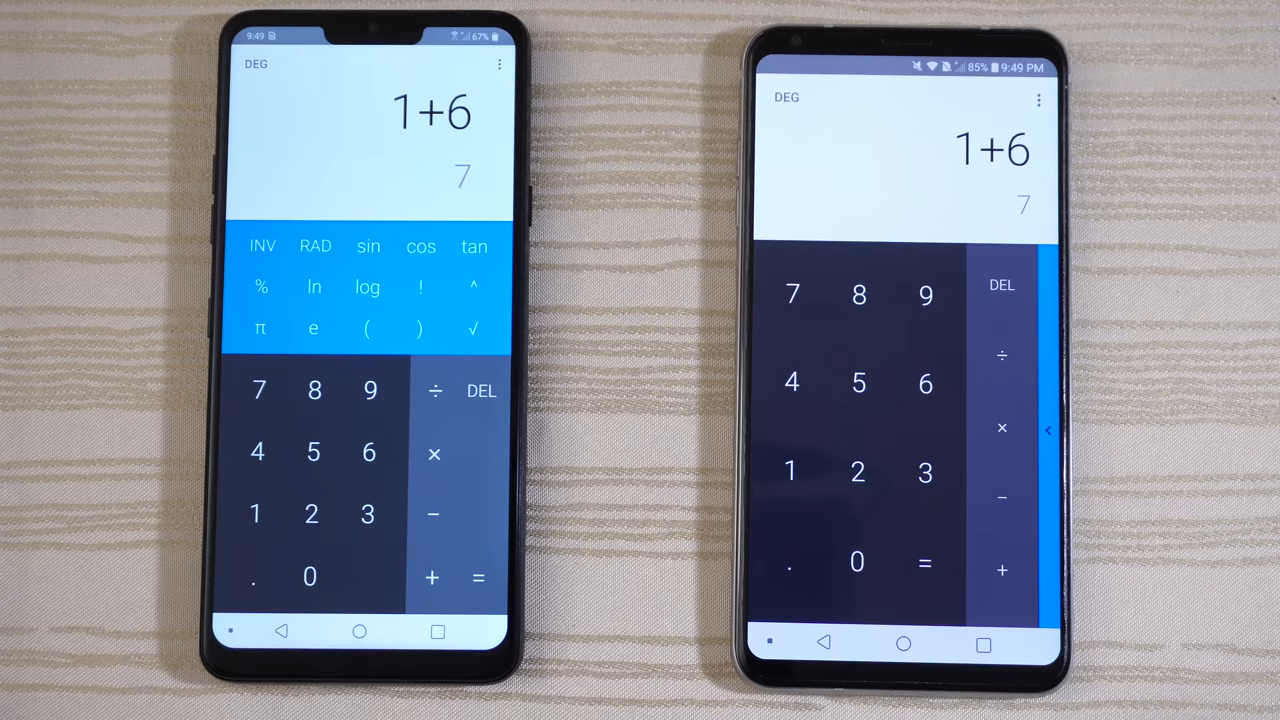 9:49 67%
DEG
1+6
7
INV RAD sin cos tan
% ln log ! ^
π e ( ) √
7 8 9 ÷ DEL
4 5 6 ×
1 2 3 −
. 0 + =
85% 9:49 PM
DEG
1+6
7
7 8 9 DEL
÷
4 5 6
×
1 2 3
−
. 0 = +